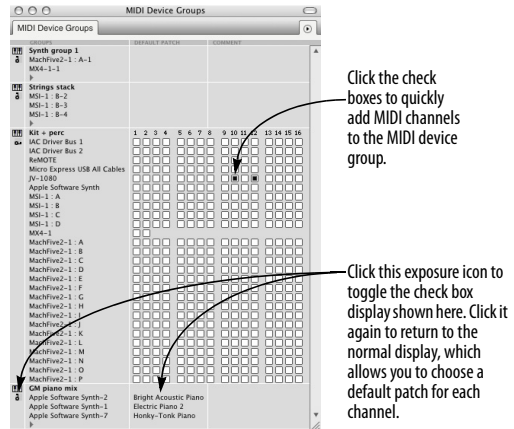 MIDI Device Groups
MIDI Device Groups
GROUPS DEFAULT PATCH COMMENT
Synth group 1
MachFive2-1 : A-1
MX4-1-1
Strings stack
MSI-1 : B-2
MSI-1 : B-3
MSI-1 : B-4
Kit + perc 1 2 3 4 5 6 7 8 9 10 11 12 13 14 15 16
IAC Driver Bus 1
IAC Driver Bus 2
ReMOTE
Micro Express USB All Cables
JV-1080
Apple Software Synth
MSI-1 : A
MSI-1 : B
MSI-1 : C
MSI-1 : D
MX4-1
MachFive2-1 : A
MachFive2-1 : B
MachFive2-1 : C
MachFive2-1 : D
MachFive2-1 : E
MachFive2-1 : F
MachFive2-1 : G
MachFive2-1 : H
MachFive2-1 : I
MachFive2-1 : J
MachFive2-1 : K
MachFive2-1 : L
MachFive2-1 : M
MachFive2-1 : N
MachFive2-1 : O
MachFive2-1 : P
GM piano mix
Apple Software Synth-2 Bright Acoustic Piano
Apple Software Synth-1 Electric Piano 2
Apple Software Synth-7 Honky-Tonk Piano
Click the check
boxes to quickly
add MIDI channels
to the MIDI device
group.
Click this exposure icon to
toggle the check box
display shown here. Click it
again to return to the
normal display, which
allows you to choose a
default patch for each
channel.